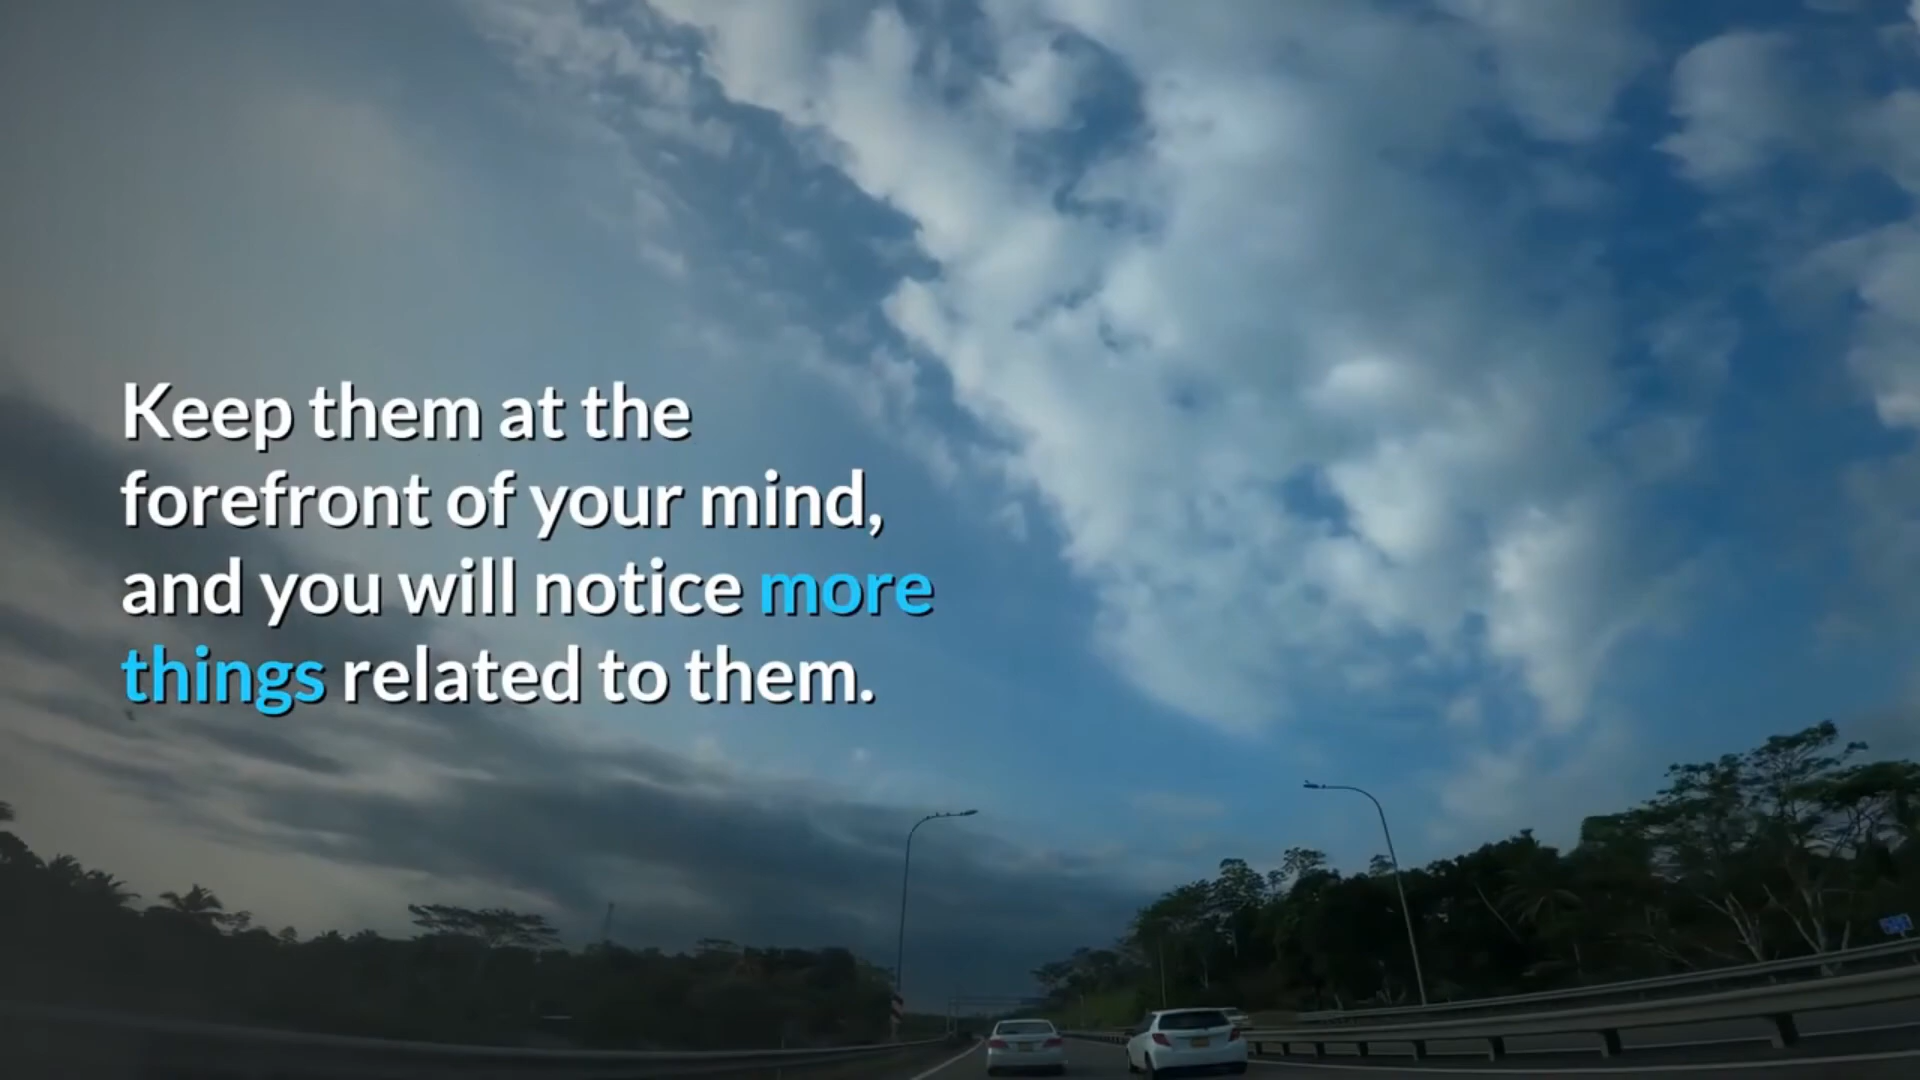 Keep them at the
forefront of your mind,
and you will notice more
things related to them.